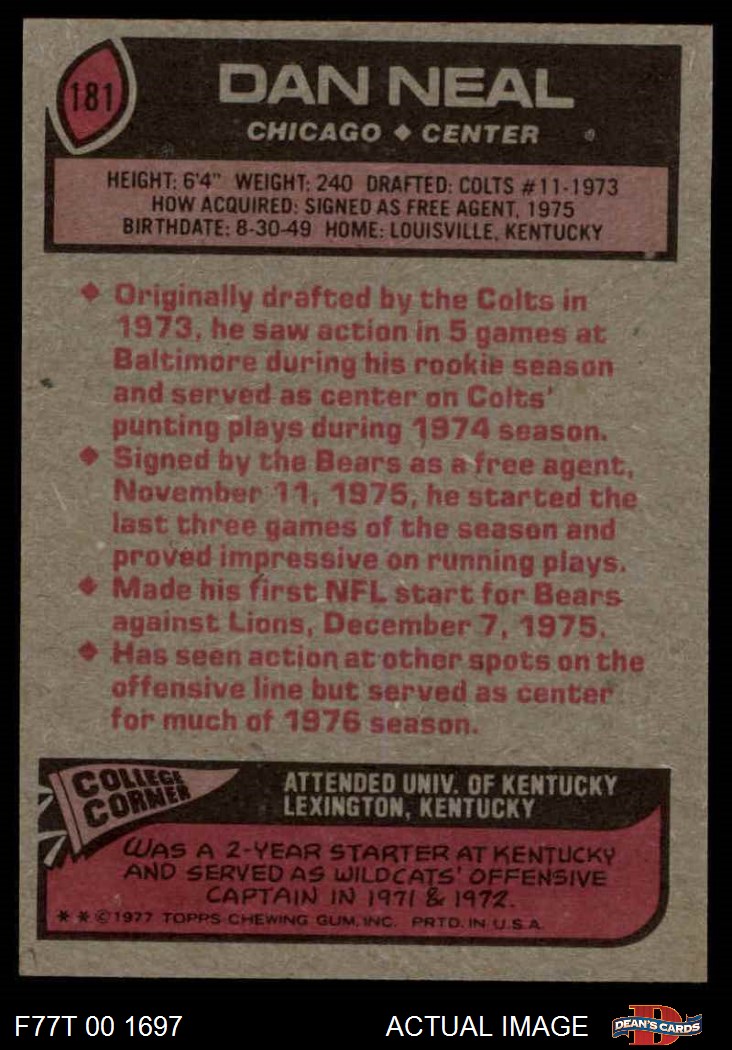 181
DAN NEAL
CHICAGO ♦ CENTER
HEIGHT: 6'4" WEIGHT: 240 DRAFTED: COLTS #11-1973
HOW ACQUIRED: SIGNED AS FREE AGENT, 1975
BIRTHDATE: 8-30-49 HOME: LOUISVILLE, KENTUCKY
♦ Originally drafted by the Colts in
1973, he saw action in 5 games at
Baltimore during his rookie season
and served as center on Colts'
punting plays during 1974 season.
♦ Signed by the Bears as a free agent,
November 11, 1975, he started the
last three games of the season and
proved impressive on running plays.
♦ Made his first NFL start for Bears
against Lions, December 7, 1975.
♦ Has seen action at other spots on the
offensive line but served as center
for much of 1976 season.
COLLEGE
CORNER
ATTENDED UNIV. OF KENTUCKY
LEXINGTON, KENTUCKY
WAS A 2-YEAR STARTER AT KENTUCKY
AND SERVED AS WILDCATS' OFFENSIVE
CAPTAIN IN 1971 & 1972.
* * © 1977 TOPPS CHEWING GUM, INC. PRTD. IN U.S.A.
F77T 00 1697
ACTUAL IMAGE
D
DEAN'S CARDS